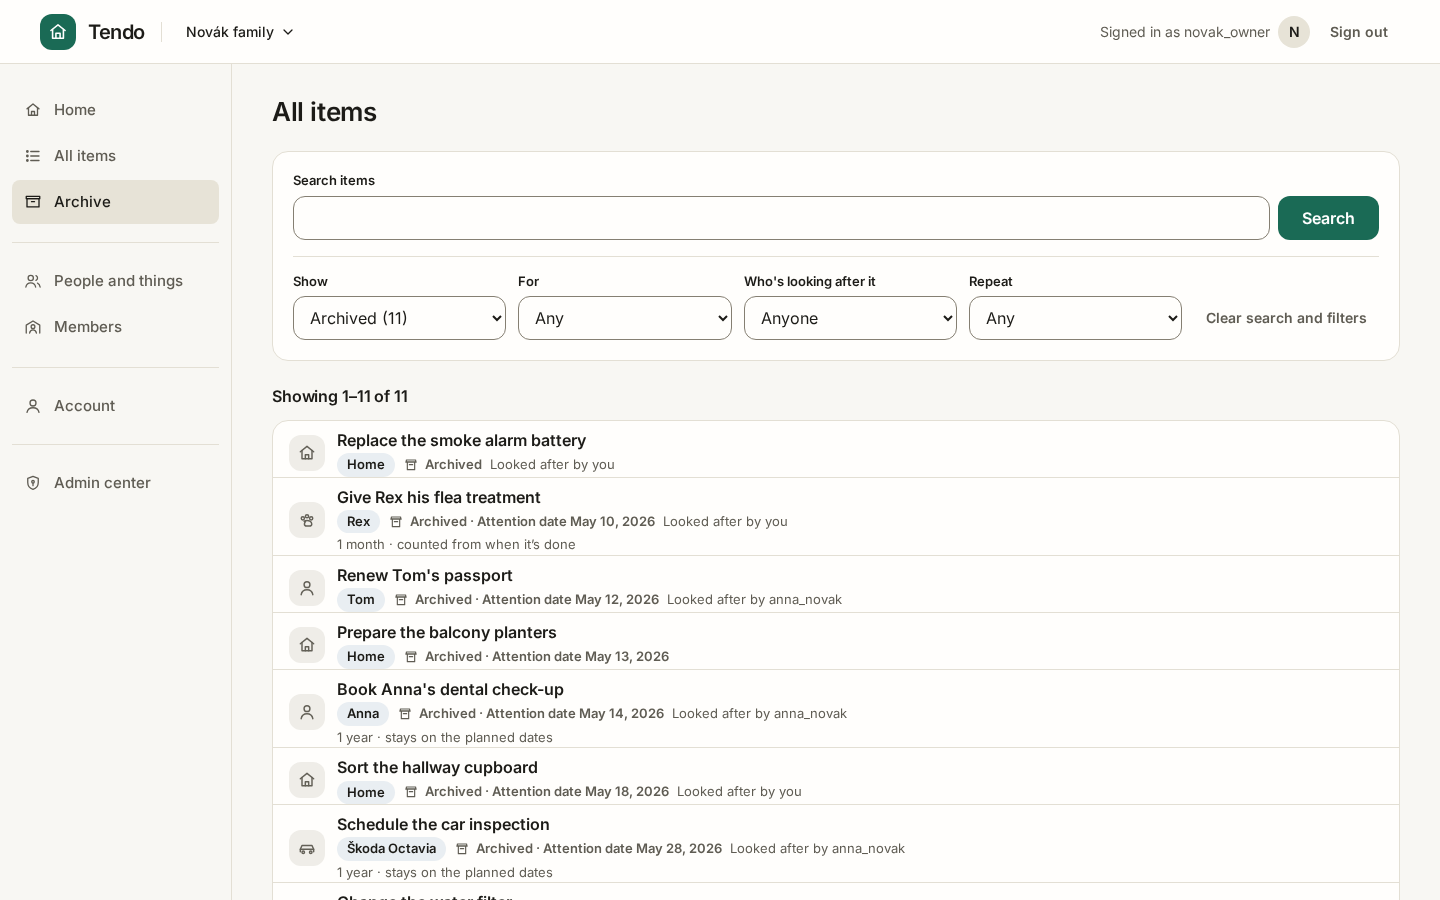 Tendo
Novák family
Signed in as novak_owner
N
Sign out
Home
All items
Archive
People and things
Members
Account
Admin center
All items
Search items
Search
Show
For
Who's looking after it
Repeat
Archived (11)
Any
Anyone
Any
Clear search and filters
Showing 1–11 of 11
Replace the smoke alarm battery
Home Archived Looked after by you
Give Rex his flea treatment
Rex Archived · Attention date May 10, 2026 Looked after by you
1 month · counted from when it’s done
Renew Tom's passport
Tom Archived · Attention date May 12, 2026 Looked after by anna_novak
Prepare the balcony planters
Home Archived · Attention date May 13, 2026
Book Anna's dental check-up
Anna Archived · Attention date May 14, 2026 Looked after by anna_novak
1 year · stays on the planned dates
Sort the hallway cupboard
Home Archived · Attention date May 18, 2026 Looked after by you
Schedule the car inspection
Škoda Octavia Archived · Attention date May 28, 2026 Looked after by anna_novak
1 year · stays on the planned dates
Change the water filter